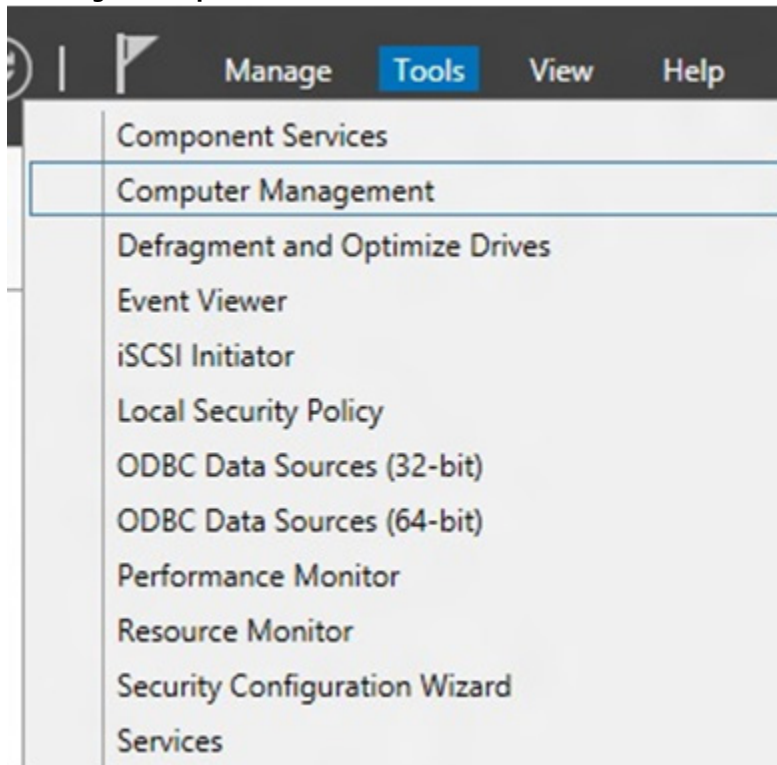 Manage Tools View Help
Component Services
Computer Management
Defragment and Optimize Drives
Event Viewer
iSCSI Initiator
Local Security Policy
ODBC Data Sources (32-bit)
ODBC Data Sources (64-bit)
Performance Monitor
Resource Monitor
Security Configuration Wizard
Services